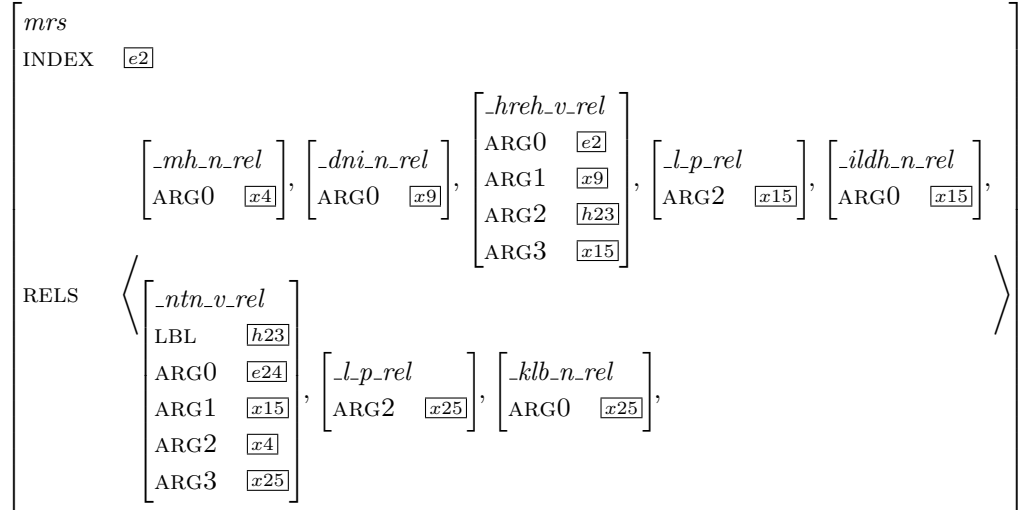 mrs
INDEX e2
_mh_n_rel
ARG0 x4
,
_dni_n_rel
ARG0 x9
,
_hreh_v_rel
ARG0 e2
ARG1 x9
ARG2 h23
ARG3 x15
,
_l_p_rel
ARG2 x15
,
_ildh_n_rel
ARG0 x15
,
RELS
_ntn_v_rel
LBL h23
ARG0 e24
ARG1 x15
ARG2 x4
ARG3 x25
,
_l_p_rel
ARG2 x25
,
_klb_n_rel
ARG0 x25
,